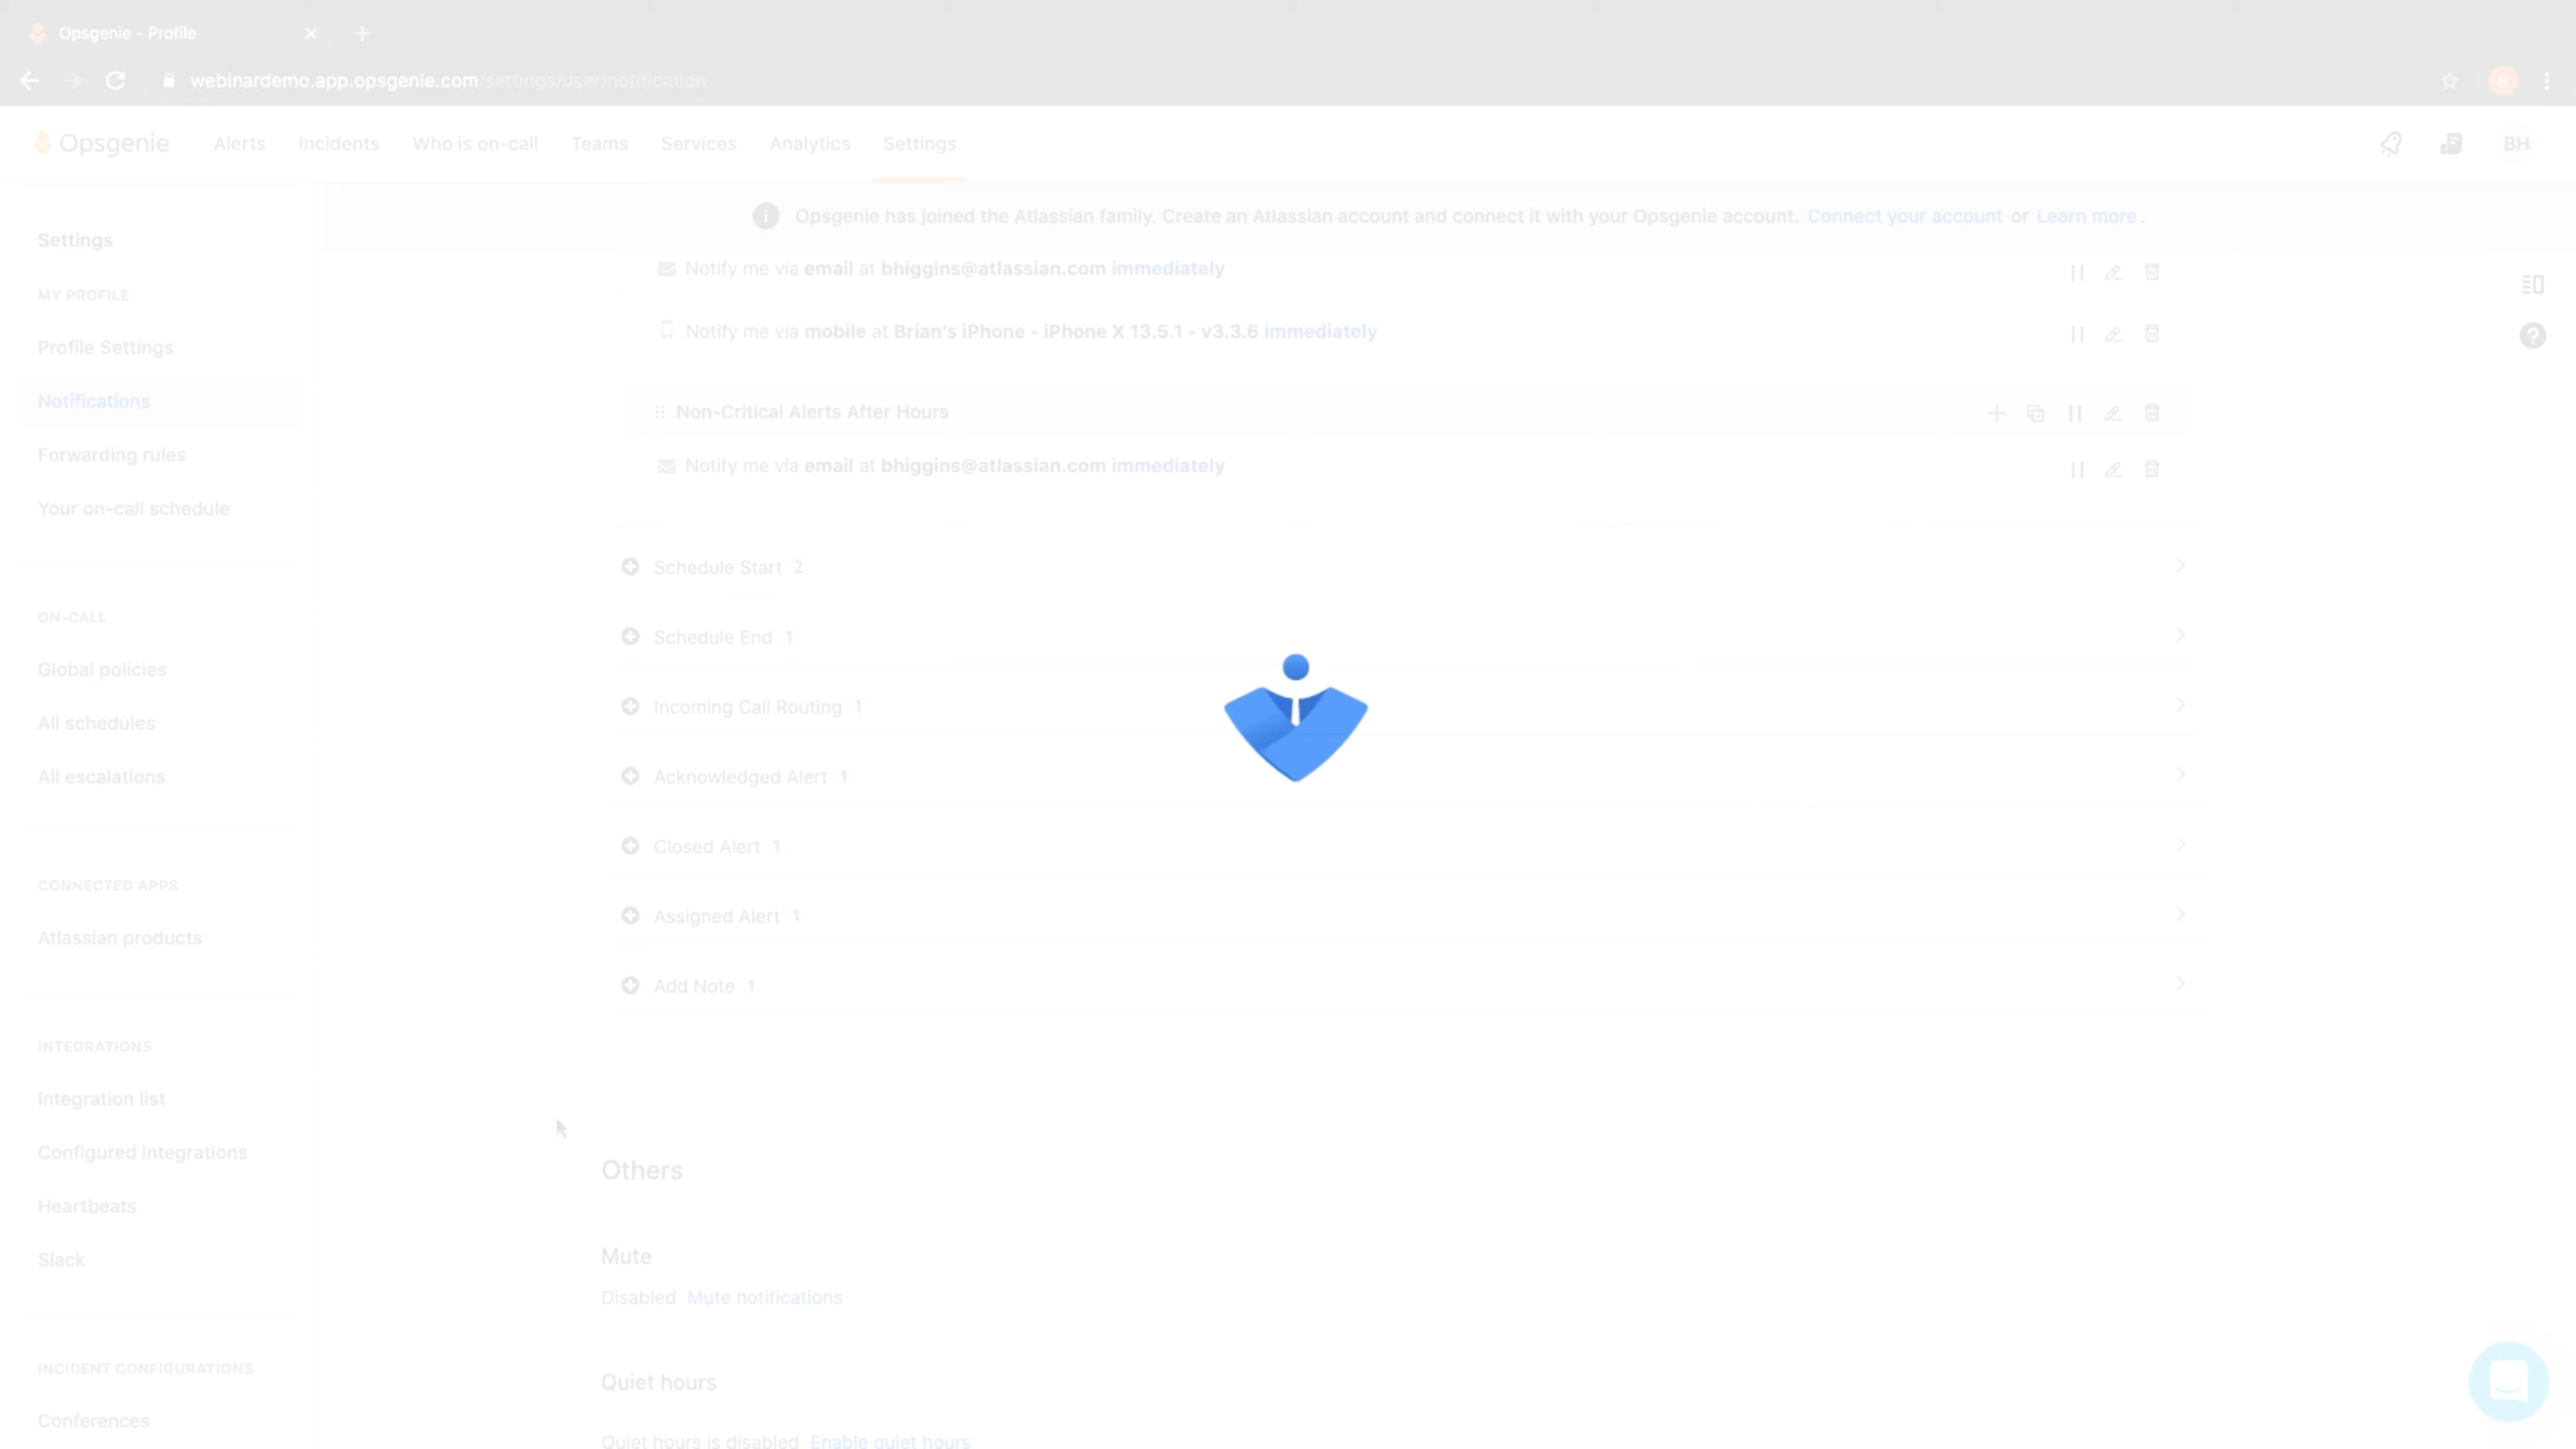 Opsgenie - Profile
webinardemo.app.opsgenie.com/settings/user/notification
B
Opsgenie
Alerts
Incidents
Who is on-call
Teams
Services
Analytics
Settings
BH
Opsgenie has joined the Atlassian family. Create an Atlassian account and connect it with your Opsgenie account. Connect your account or Learn more.
Settings
MY PROFILE
Profile Settings
Notifications
Forwarding rules
Your on-call schedule
ON-CALL
Global policies
All schedules
All escalations
CONNECTED APPS
Atlassian products
INTEGRATIONS
Integration list
Configured integrations
Heartbeats
Slack
INCIDENT CONFIGURATIONS
Conferences
Notify me via email at bhiggins@atlassian.com immediately
Notify me via mobile at Brian's iPhone - iPhone X 13.5.1 - v3.3.6 immediately
Non-Critical Alerts After Hours
Notify me via email at bhiggins@atlassian.com immediately
Schedule Start 2
Schedule End 1
Incoming Call Routing 1
Acknowledged Alert 1
Closed Alert 1
Assigned Alert 1
Add Note 1
Others
Mute
Disabled Mute notifications
Quiet hours
Quiet hours is disabled Enable quiet hours